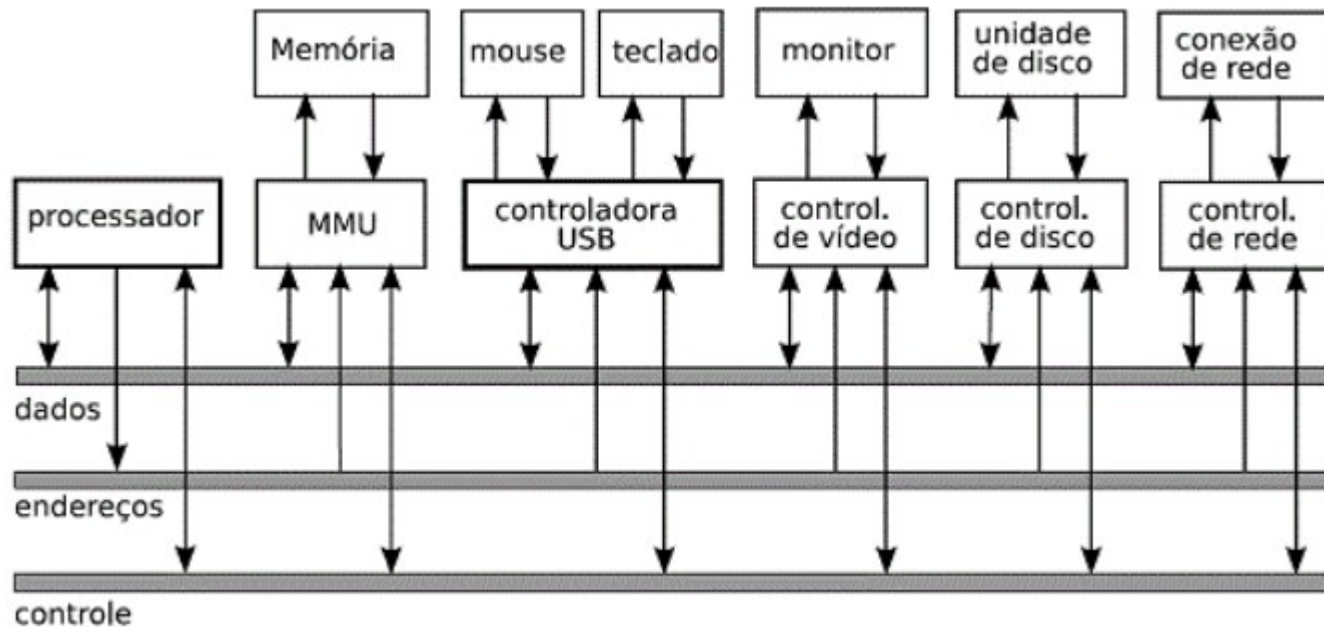 Memória
mouse
teclado
monitor
unidade
de disco
conexão
de rede
processador
MMU
controladora
USB
control.
de vídeo
control.
de disco
control.
de rede
dados
endereços
controle